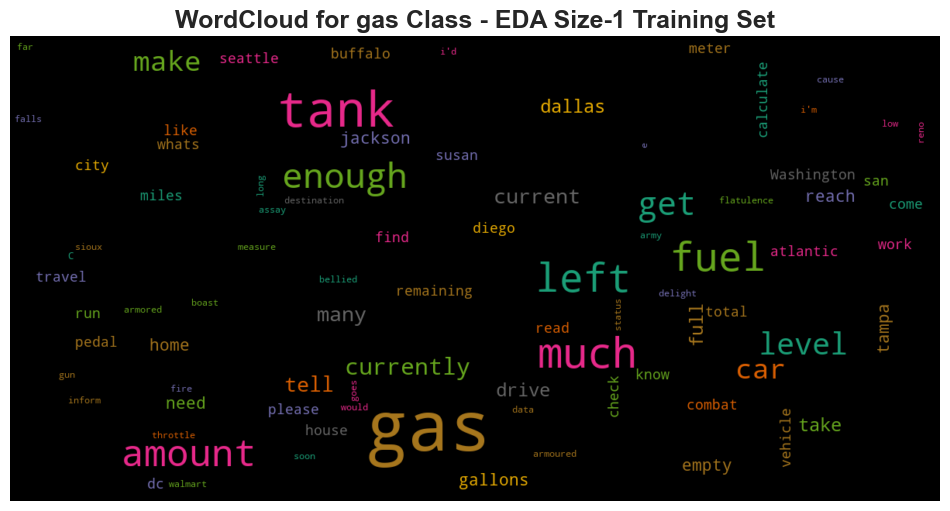 WordCloud for gas Class - EDA Size-1 Training Set
far
make
seattle
buffalo
i'd
meter
tank
dallas
calculate
cause
i'm
falls
like
whats
jackson
susan
e
low
reno
city
enough
Washington
san
miles
long
destination
assay
current
get
flatulence
reach
come
sioux
C
measure
find
diego
army
fuel
atlantic
work
travel
bellied
remaining
left
delight
run
armored
boast
many
read
status
full
total
tampa
pedal
home
much
level
gun
currently
car
inform
fire
tell
goes
drive
check
know
need
please
would
data
combat
throttle
house
gas
vehicle
take
amount
soon
armoured
empty
dc
walmart
gallons